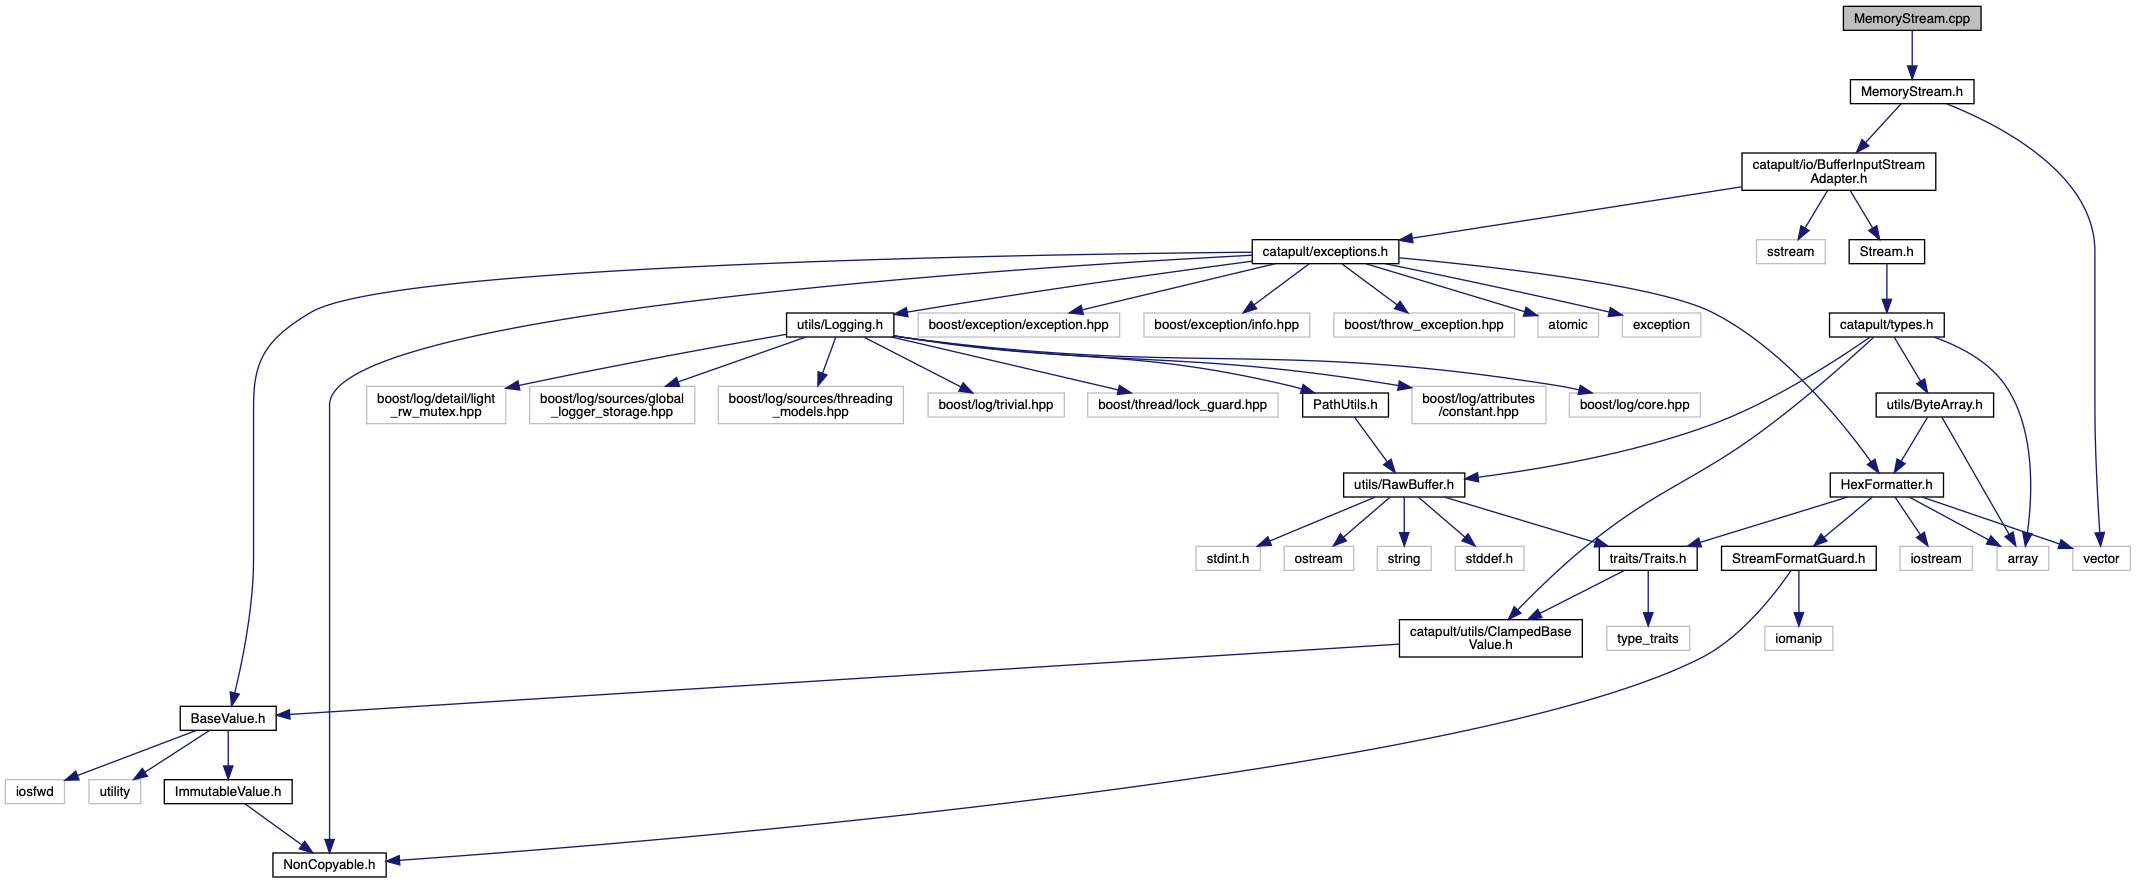 MemoryStream.cpp
MemoryStream.h
catapult/io/BufferInputStream
Adapter.h
catapult/exceptions.h
sstream
Stream.h
utils/Logging.h
boost/exception/exception.hpp
boost/exception/info.hpp
boost/throw_exception.hpp
atomic
exception
catapult/types.h
boost/log/detail/light
_rw_mutex.hpp
boost/log/sources/global
_logger_storage.hpp
boost/log/sources/threading
_models.hpp
boost/log/trivial.hpp
boost/thread/lock_guard.hpp
PathUtils.h
boost/log/attributes
/constant.hpp
boost/log/core.hpp
utils/ByteArray.h
utils/RawBuffer.h
HexFormatter.h
stdint.h
ostream
string
stddef.h
traits/Traits.h
StreamFormatGuard.h
iostream
array
vector
catapult/utils/ClampedBase
Value.h
type_traits
iomanip
BaseValue.h
iosfwd
utility
ImmutableValue.h
NonCopyable.h